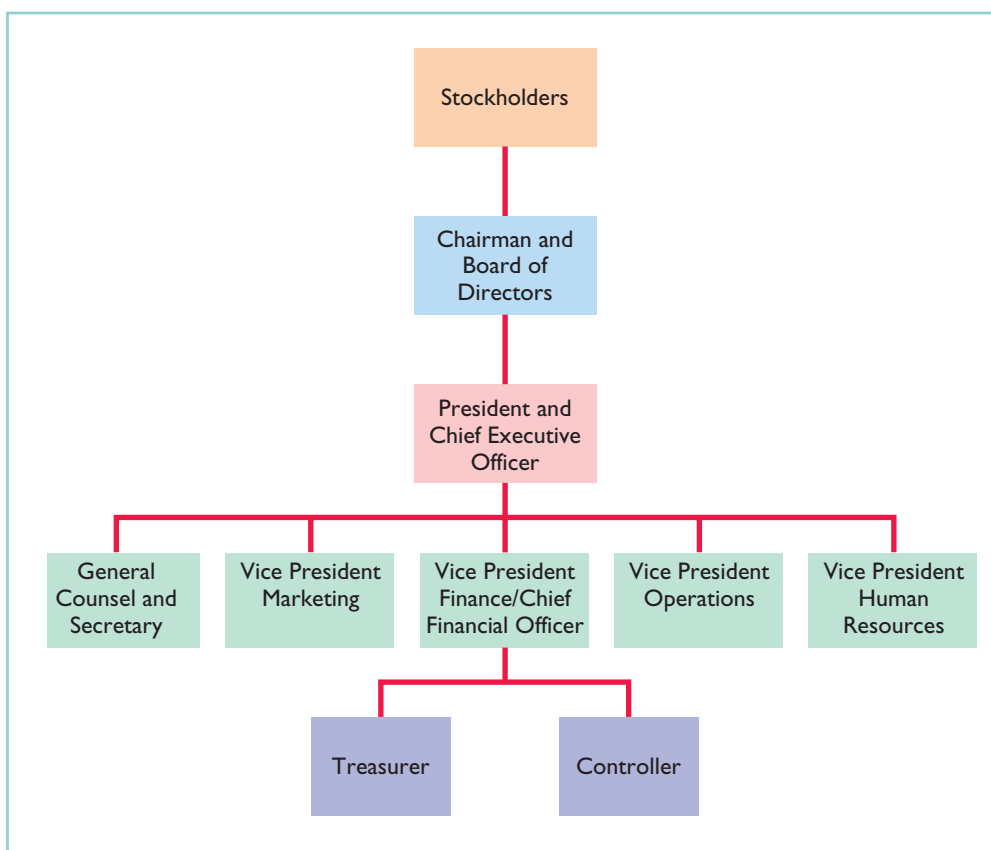 Stockholders
Chairman and
Board of
Directors
President and
Chief Executive
Officer
General
Counsel and
Secretary
Vice President
Marketing
Vice President
Finance/Chief
Financial Officer
Vice President
Operations
Vice President
Human
Resources
Treasurer
Controller